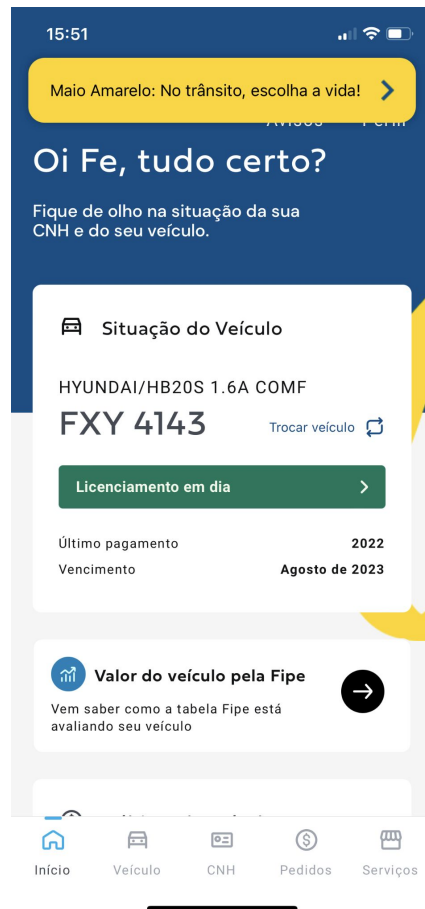 15:51
Maio Amarelo: No trânsito, escolha a vida!
Oi Fe, tudo certo?
Fique de olho na situação da sua
CNH e do seu veículo.
Situação do Veículo
HYUNDAI/HB20S 1.6A COMF
FXY 4143
Trocar veículo
Licenciamento em dia
Último pagamento 2022
Vencimento Agosto de 2023
Valor do veículo pela Fipe
Vem saber como a tabela Fipe está
avaliando seu veículo
Início Veículo CNH Pedidos Serviços